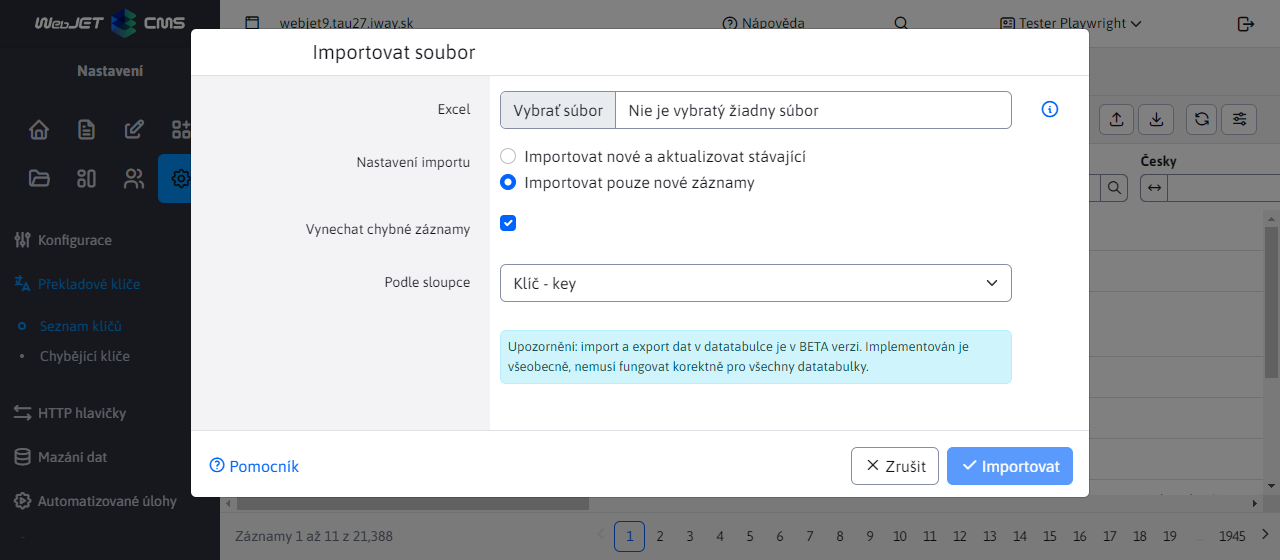 WebJET CMS
webjet9.tau27.iway.sk
Nápověda
Tester Playwright
Nastavení
Importovat soubor
Excel
Vybrať súbor
Nie je vybratý žiadny súbor
Nastavení importu
Importovat nové a aktualizovat stávající
Importovat pouze nové záznamy
Česky
Vynechat chybné záznamy
Konfigurace
Podle sloupce
Klíč - key
Překladové klíče
Seznam klíčů
Chybějící klíče
Upozornění: import a export dat v datatabulce je v BETA verzi. Implementován je
všeobecně, nemusí fungovat korektně pro všechny datatabulky.
HTTP hlavičky
Mazání dat
Pomocník
Zrušit
Importovat
Automatizované úlohy
Záznamy 1 až 11 z 21,388
1 2 3 4 5 6 7 8 9 10 11 12 13 14 15 16 17 18 19 ... 1945